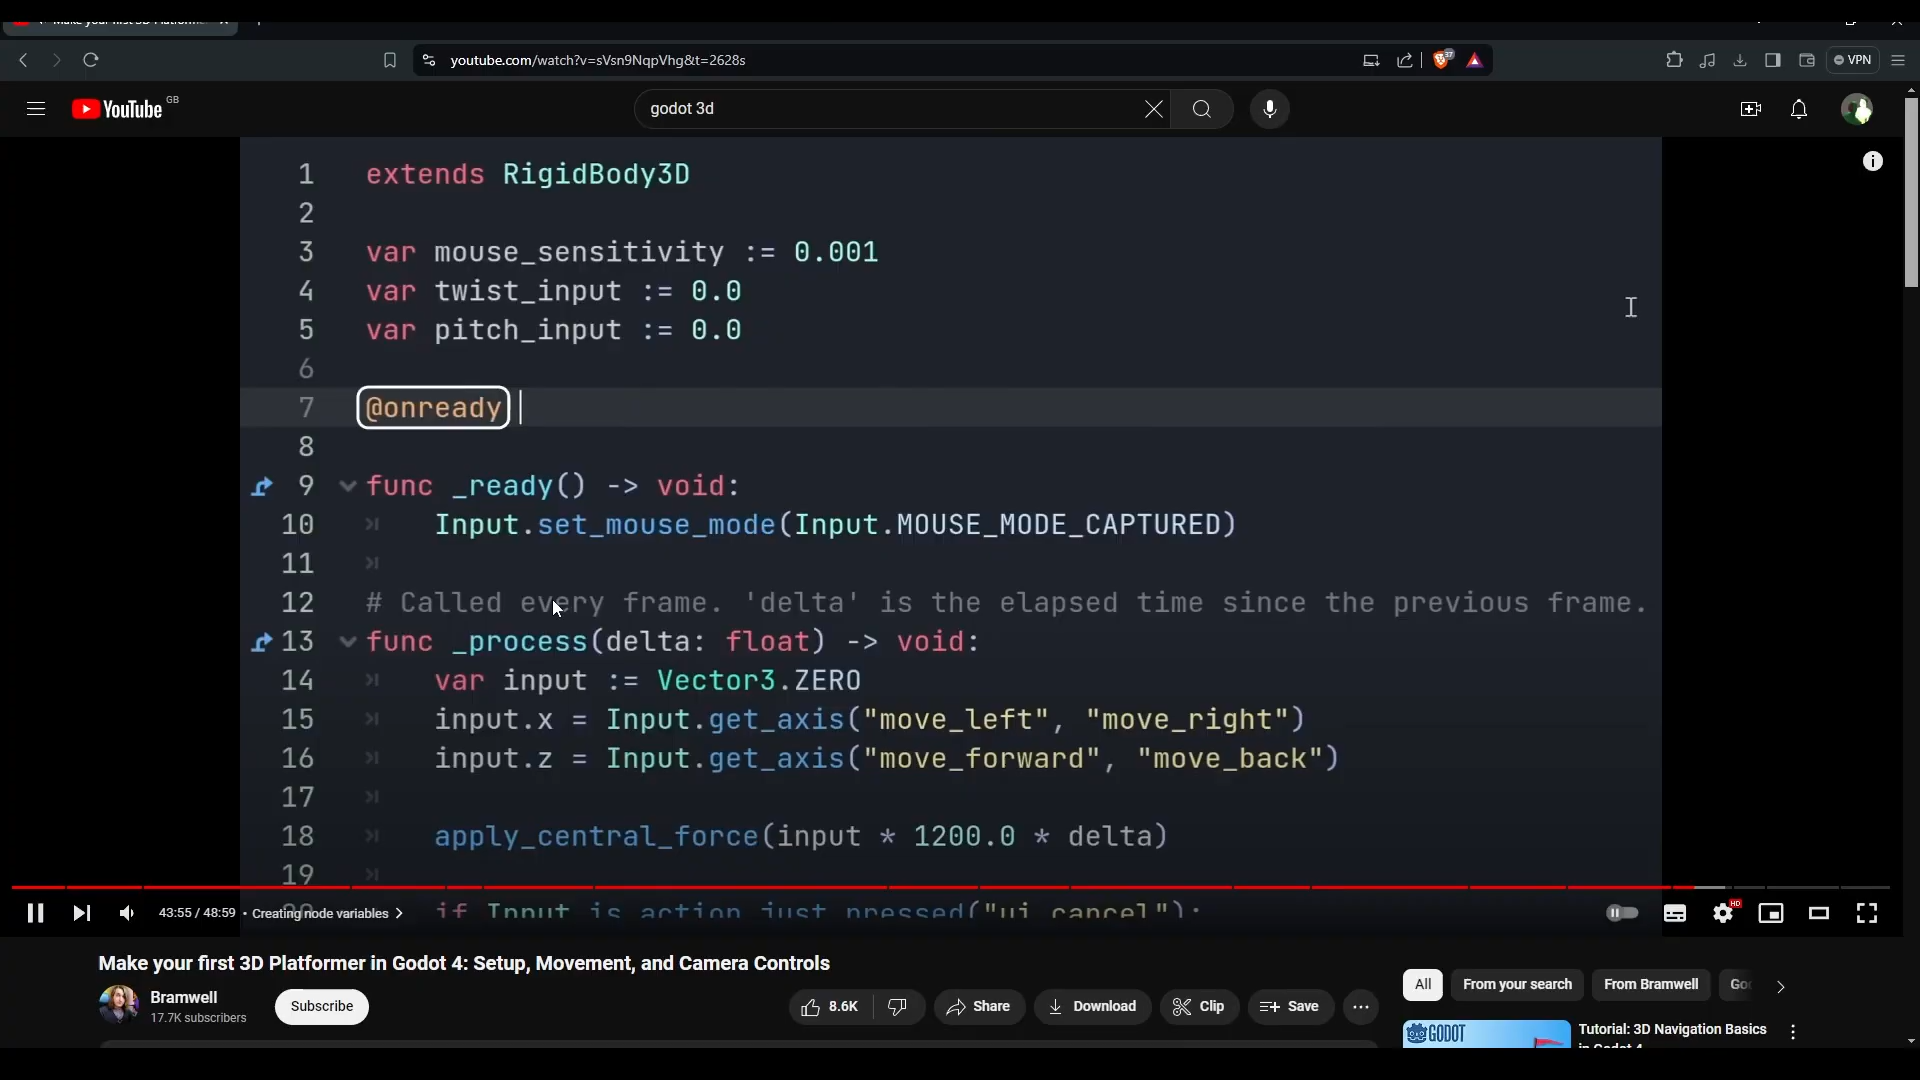 youtube.com/watch?v=sVsn9NqpVhg&t=2628s
37
VPN
YouTube GB
godot 3d
1 extends RigidBody3D
2
3 var mouse_sensitivity := 0.001
4 var twist_input := 0.0
5 var pitch_input := 0.0
6
7 @onready
8
9 func _ready() -> void:
10 Input.set_mouse_mode(Input.MOUSE_MODE_CAPTURED)
11
12 # Called every frame. 'delta' is the elapsed time since the previous frame.
13 func _process(delta: float) -> void:
14 var input := Vector3.ZERO
15 input.x = Input.get_axis("move_left", "move_right")
16 input.z = Input.get_axis("move_forward", "move_back")
17
18 apply_central_force(input * 1200.0 * delta)
19
20 if Input.is_action_just_pressed("ui_cancel"):
43:55 / 48:59 • Creating node variables
HD
Make your first 3D Platformer in Godot 4: Setup, Movement, and Camera Controls
Bramwell
17.7K subscribers
Subscribe
8.6K
Share
Download
Clip
Save
All
From your search
From Bramwell
GODOT
Tutorial: 3D Navigation Basics
in Godot 4